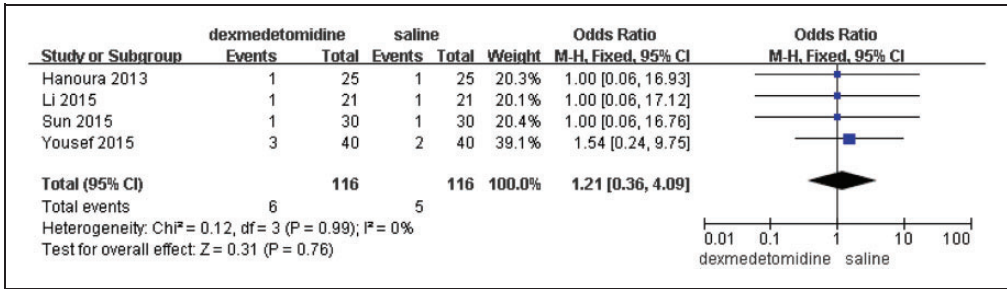 dexmedetomidine saline Odds Ratio Odds Ratio
Study or Subgroup Events Total Events Total Weight M-H, Fixed, 95% CI M-H, Fixed, 95% CI
Hanoura 2013 1 25 1 25 20.3% 1.00 [0.06, 16.93]
Li 2015 1 21 1 21 20.1% 1.00 [0.06, 17.12]
Sun 2015 1 30 1 30 20.4% 1.00 [0.06, 16.76]
Yousef 2015 3 40 2 40 39.1% 1.54 [0.24, 9.75]
Total (95% CI) 116 116 100.0% 1.21 [0.36, 4.09]
Total events 6 5
Heterogeneity: Chi² = 0.12, df = 3 (P = 0.99); I² = 0%
Test for overall effect: Z = 0.31 (P = 0.76)
0.01 0.1 1 10 100
dexmedetomidine saline